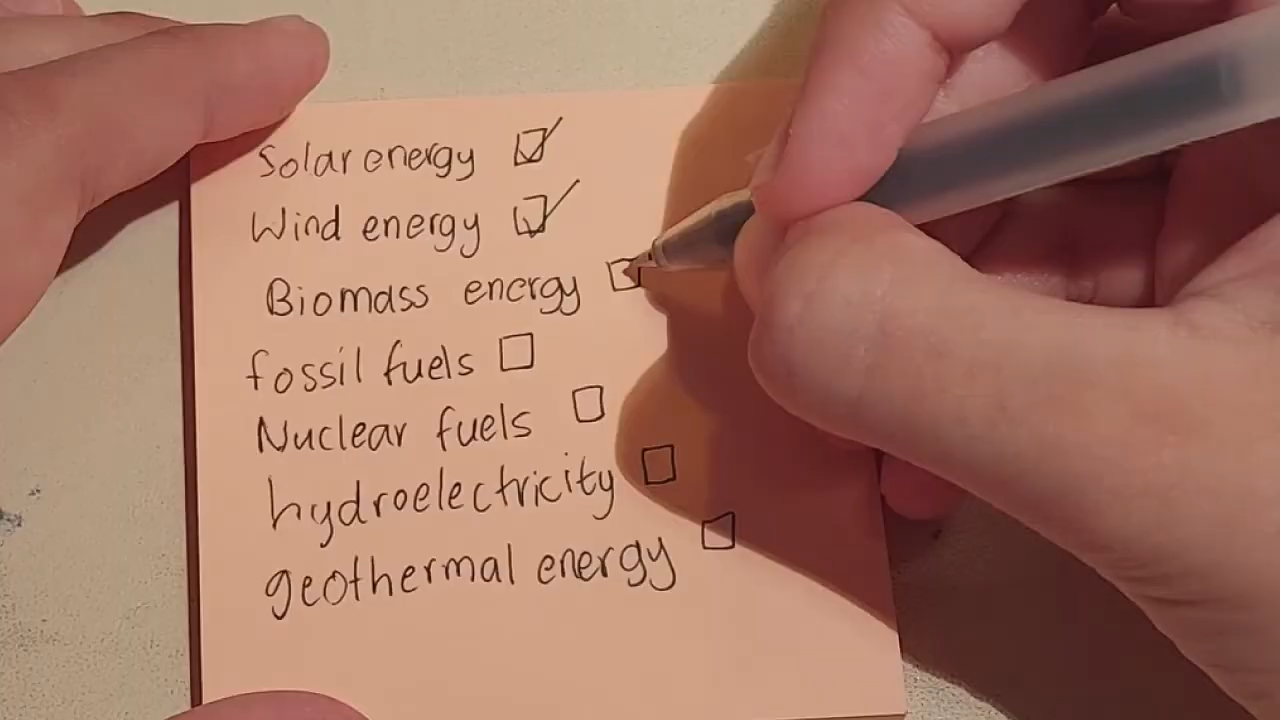 Solar energy ☑
Wind energy ☑
Biomass energy ☐
fossil fuels ☐
Nuclear fuels ☐
hydroelectricity ☐
geothermal energy ☐